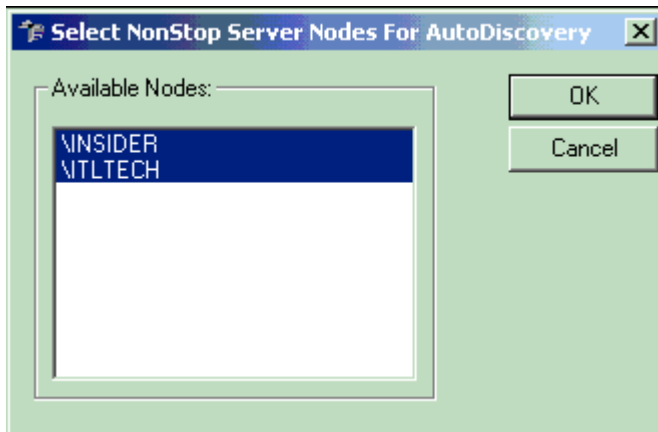 Select NonStop Server Nodes For AutoDiscovery
Available Nodes:
\INSIDER
\ITLTECH
OK
Cancel